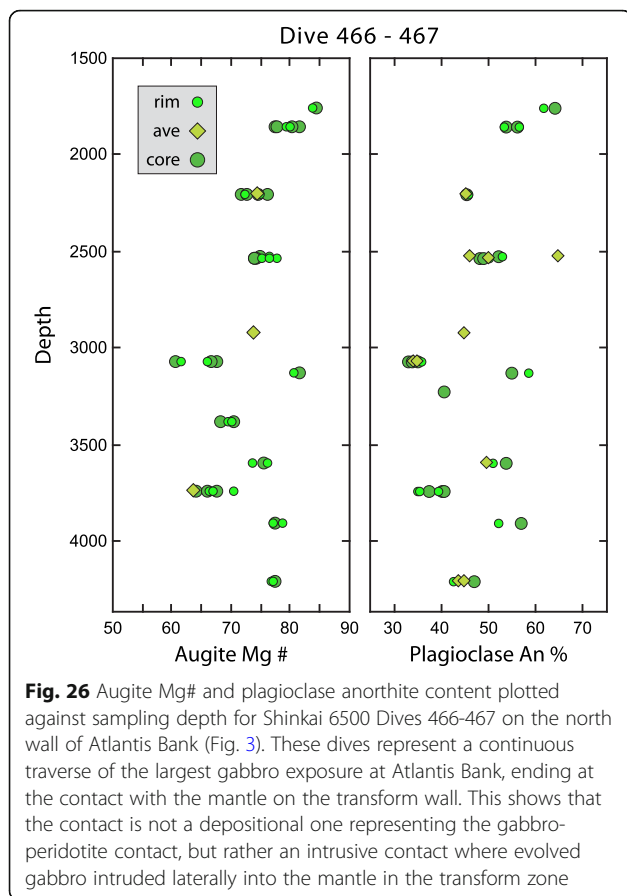 Dive 466 - 467
1500
2000
2500
3000
3500
4000
Depth
rim
ave
core
50 60 70 80 90
30 40 50 60 70
Augite Mg #
Plagioclase An %
Fig. 26 Augite Mg# and plagioclase anorthite content plotted
against sampling depth for Shinkai 6500 Dives 466-467 on the north
wall of Atlantis Bank (Fig. 3). These dives represent a continuous
traverse of the largest gabbro exposure at Atlantis Bank, ending at
the contact with the mantle on the transform wall. This shows that
the contact is not a depositional one representing the gabbro-
peridotite contact, but rather an intrusive contact where evolved
gabbro intruded laterally into the mantle in the transform zone